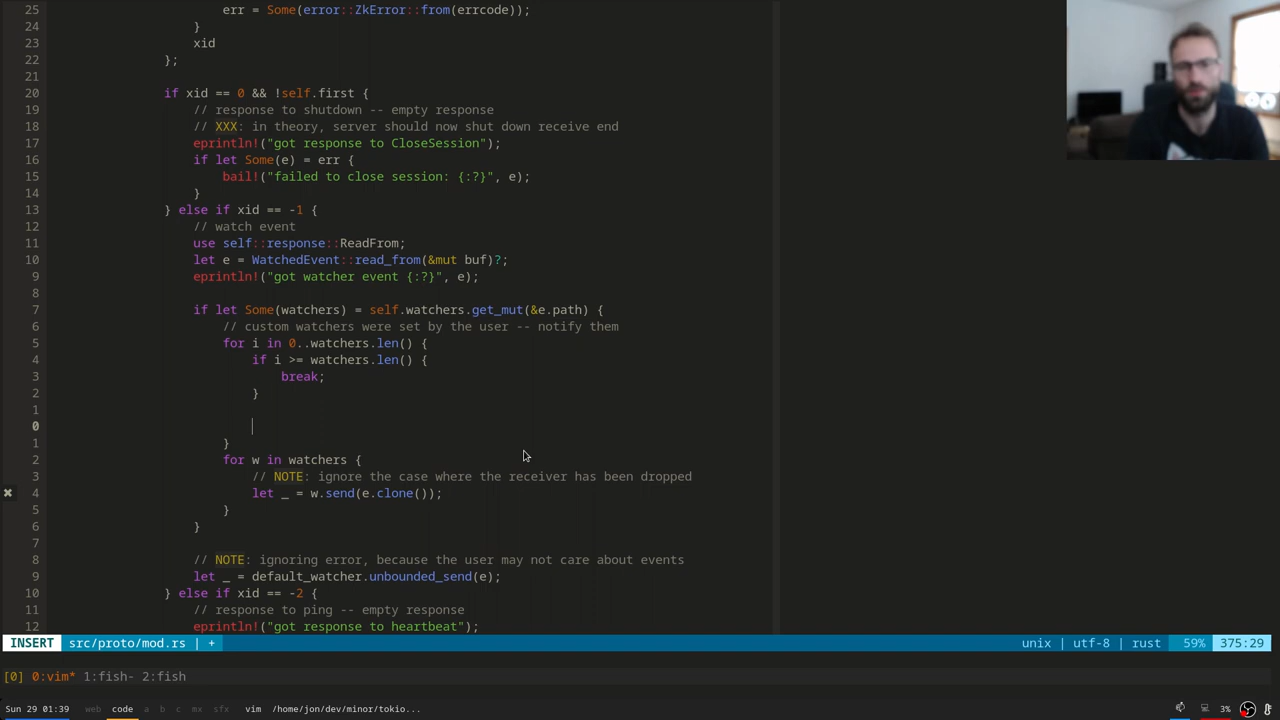 25                     err = Some(error::ZkError::from(errcode));
24                 }
23                 xid
22             };
21
20             if xid == 0 && !self.first {
19                 // response to shutdown -- empty response
18                 // XXX: in theory, server should now shut down receive end
17                 eprintln!("got response to CloseSession");
16                 if let Some(e) = err {
15                     bail!("failed to close session: {:?}", e);
14                 }
13             } else if xid == -1 {
12                 // watch event
11                 use self::response::ReadFrom;
10                 let e = WatchedEvent::read_from(&mut buf)?;
9                 eprintln!("got watcher event {:?}", e);
8
7                 if let Some(watchers) = self.watchers.get_mut(&e.path) {
6                     // custom watchers were set by the user -- notify them
5                     for i in 0..watchers.len() {
4                         if i >= watchers.len() {
3                             break;
2                         }
1
0
1                     }
2                     for w in watchers {
3                         // NOTE: ignore the case where the receiver has been dropped
✖ 4                         let _ = w.send(e.clone());
5                     }
6                 }
7
8                 // NOTE: ignoring error, because the user may not care about events
9                 let _ = default_watcher.unbounded_send(e);
10             } else if xid == -2 {
11                 // response to ping -- empty response
12                 eprintln!("got response to heartbeat");
INSERT src/proto/mod.rs | + unix | utf-8 | rust 59% 375:29
[0] 0:vim* 1:fish- 2:fish
Sun 29 01:39 web code a b c mx sfx vim /home/jon/dev/minor/tokio... 3%